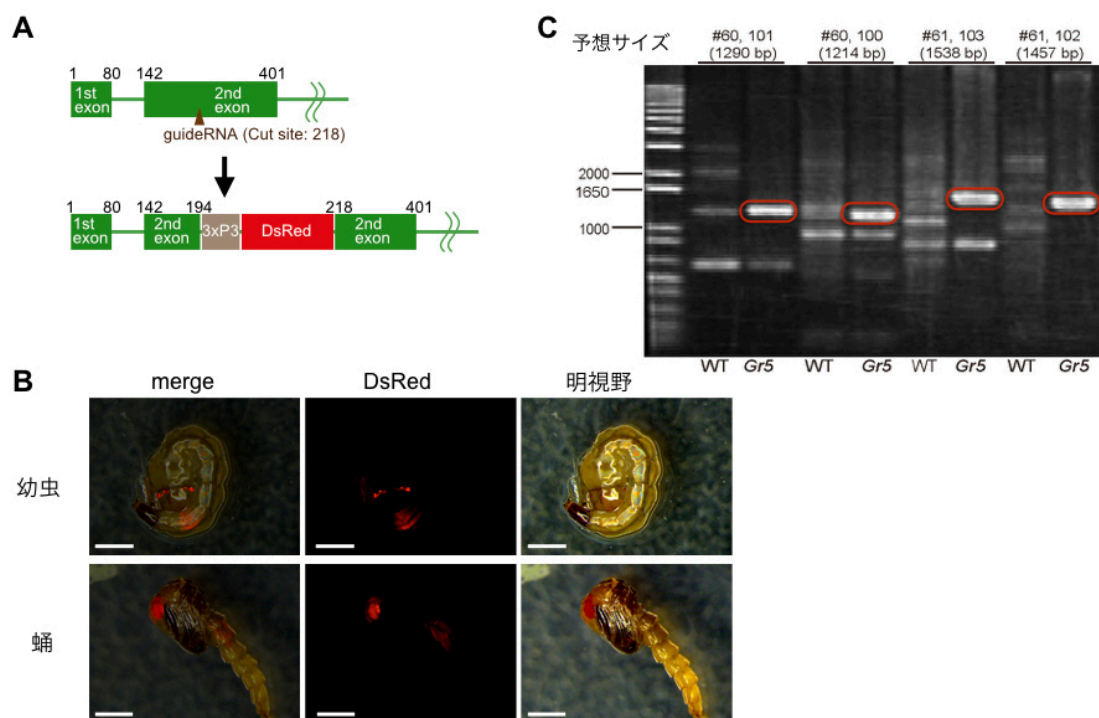 A
1 80 142 401
1st
exon
2nd
exon
guideRNA (Cut site: 218)
1 80 142 194 218 401
1st
exon
2nd
exon
3xP3
DsRed
2nd
exon
B
merge DsRed 明視野
幼虫
蛹
C
予想サイズ
#60, 101
(1290 bp)
#60, 100
(1214 bp)
#61, 103
(1538 bp)
#61, 102
(1457 bp)
2000
1650
1000
WT Gr5 WT Gr5 WT Gr5 WT Gr5